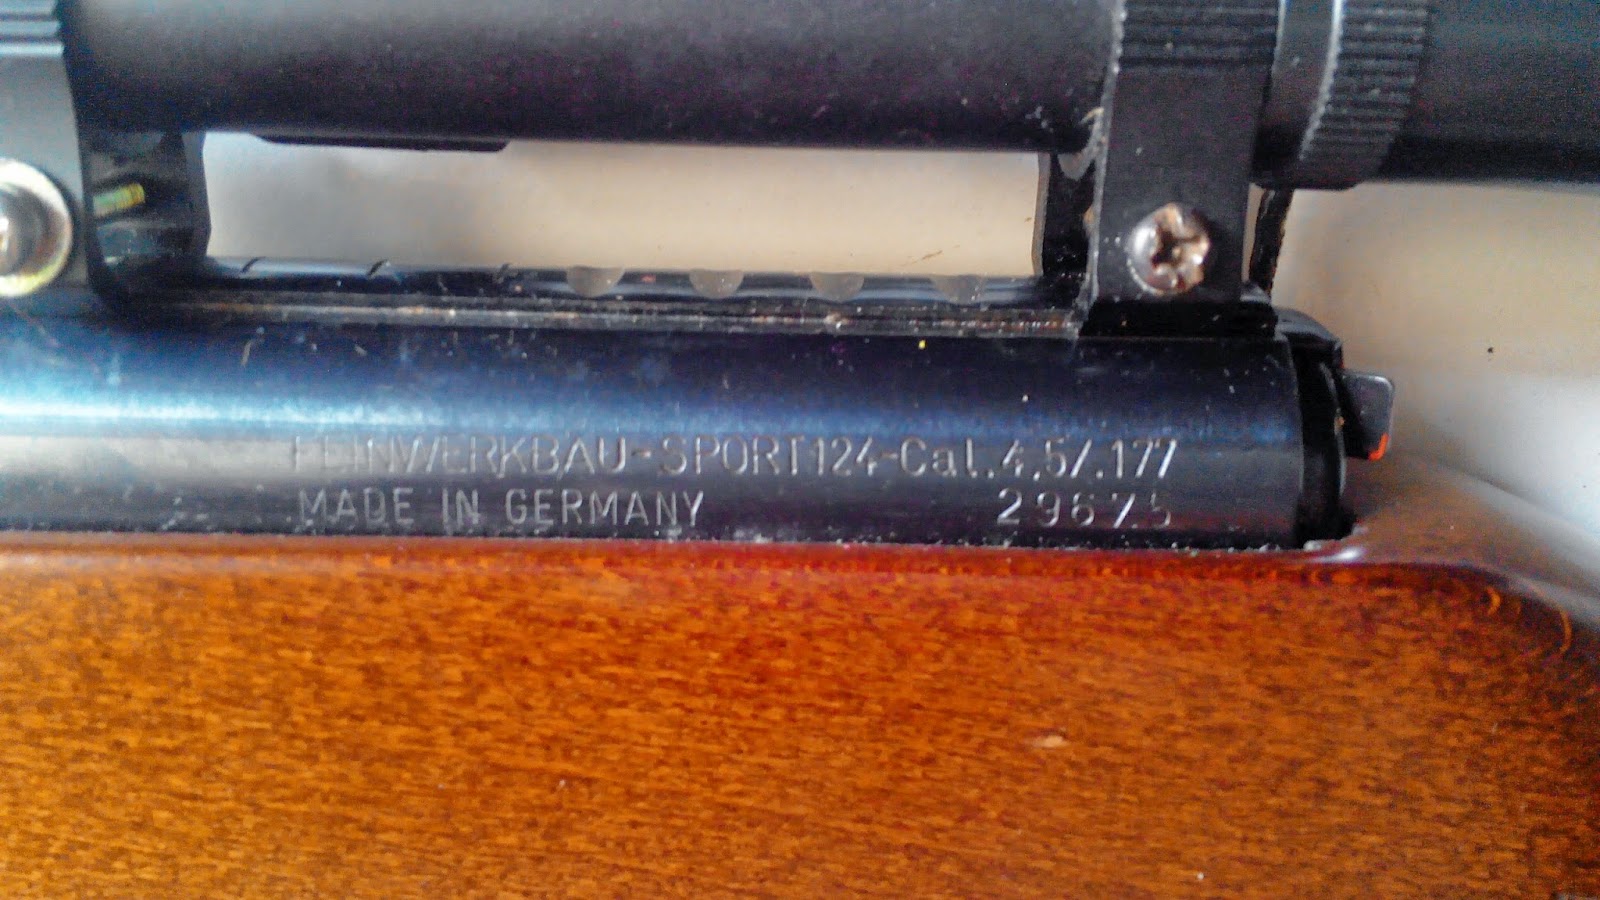 FEINWERKBAU-SPORT124-Cal.4,5/.177
MADE IN GERMANY 29675